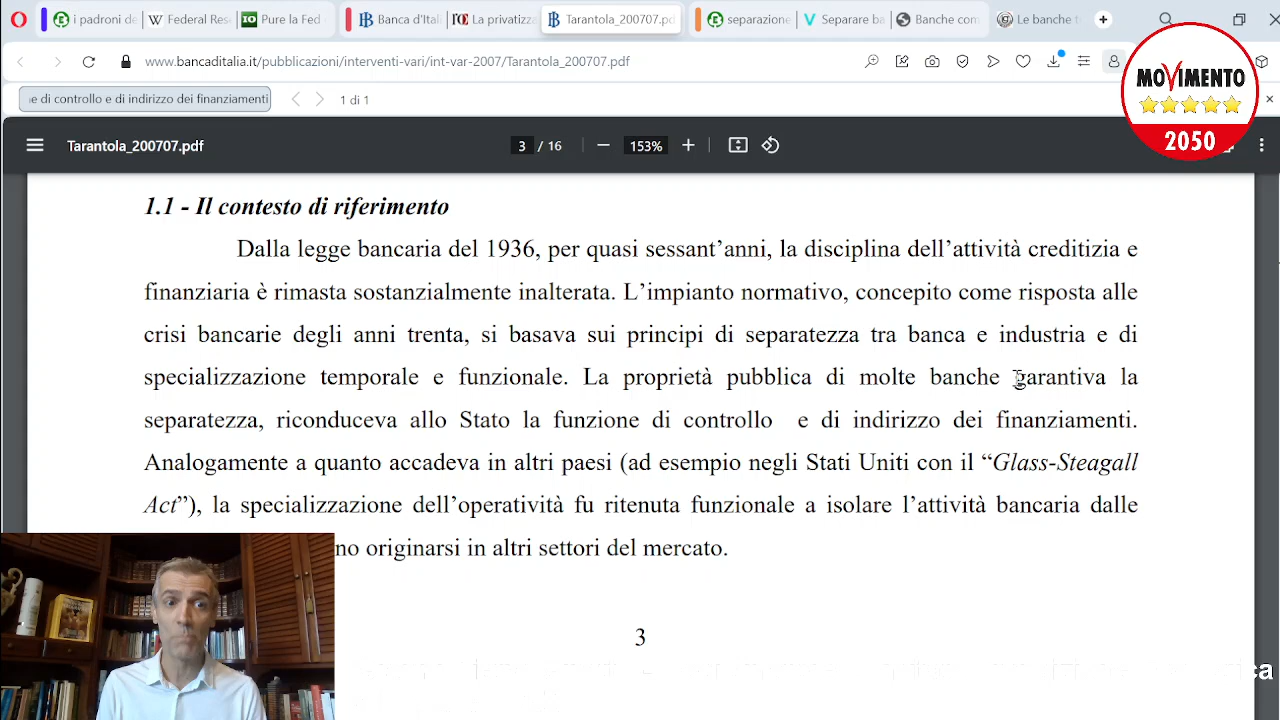 i padroni de
Federal Res
Pure la Fed
Banca d'Ital
La privatizz
Tarantola_200707.pd
separazione
Separare ba
Banche com
Le banche t
www.bancaditalia.it/pubblicazioni/interventi-vari/int-var-2007/Tarantola_200707.pdf
MOVIMENTO
2050
e di controllo e di indirizzo dei finanziamenti
1 di 1
Tarantola_200707.pdf
3 / 16
153%
1.1 - Il contesto di riferimento
Dalla legge bancaria del 1936, per quasi sessant'anni, la disciplina dell'attività creditizia e
finanziaria è rimasta sostanzialmente inalterata. L'impianto normativo, concepito come risposta alle
crisi bancarie degli anni trenta, si basava sui principi di separatezza tra banca e industria e di
specializzazione temporale e funzionale. La proprietà pubblica di molte banche garantiva la
separatezza, riconduceva allo Stato la funzione di controllo e di indirizzo dei finanziamenti.
Analogamente a quanto accadeva in altri paesi (ad esempio negli Stati Uniti con il “Glass-Steagall
Act”), la specializzazione dell'operatività fu ritenuta funzionale a isolare l'attività bancaria dalle
no originarsi in altri settori del mercato.
3